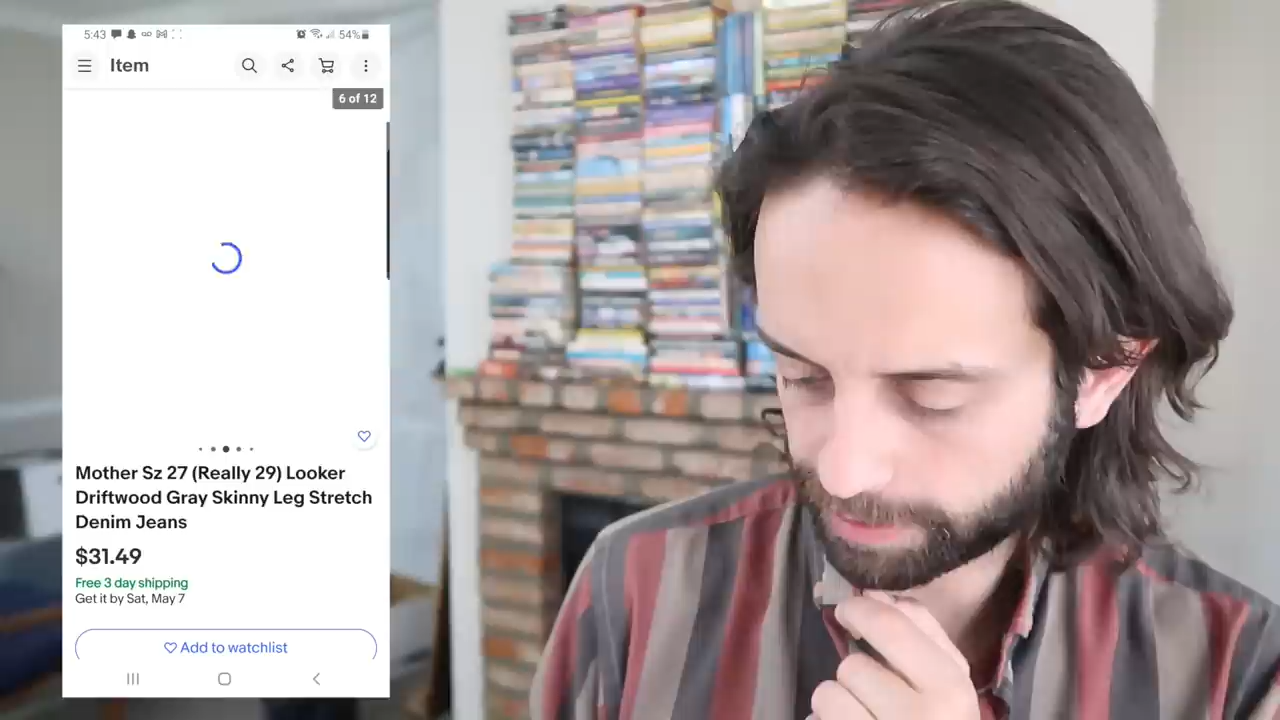 5:43
54%
Item
6 of 12
Mother Sz 27 (Really 29) Looker
Driftwood Gray Skinny Leg Stretch
Denim Jeans
$31.49
Free 3 day shipping
Get it by Sat, May 7
Add to watchlist